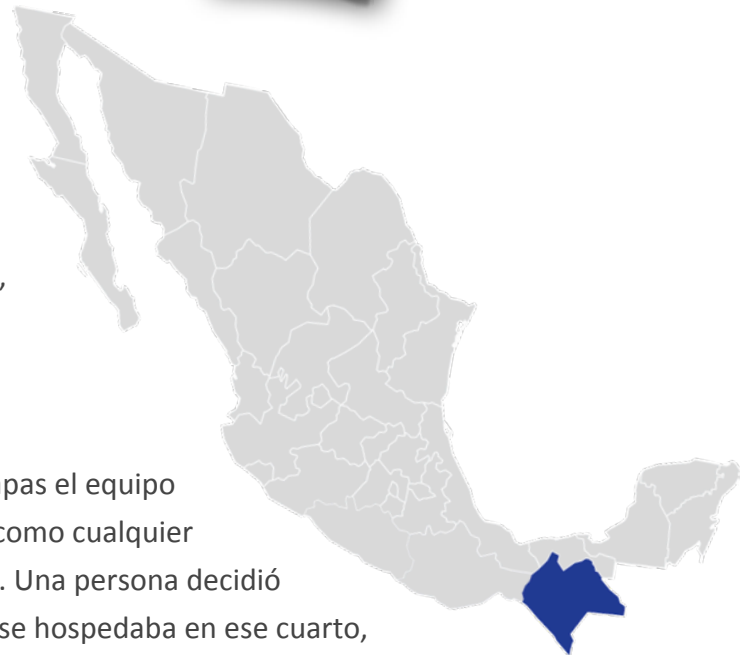 ,
pas el equipo
como cualquier
. Una persona decidió
se hospedaba en ese cuarto,